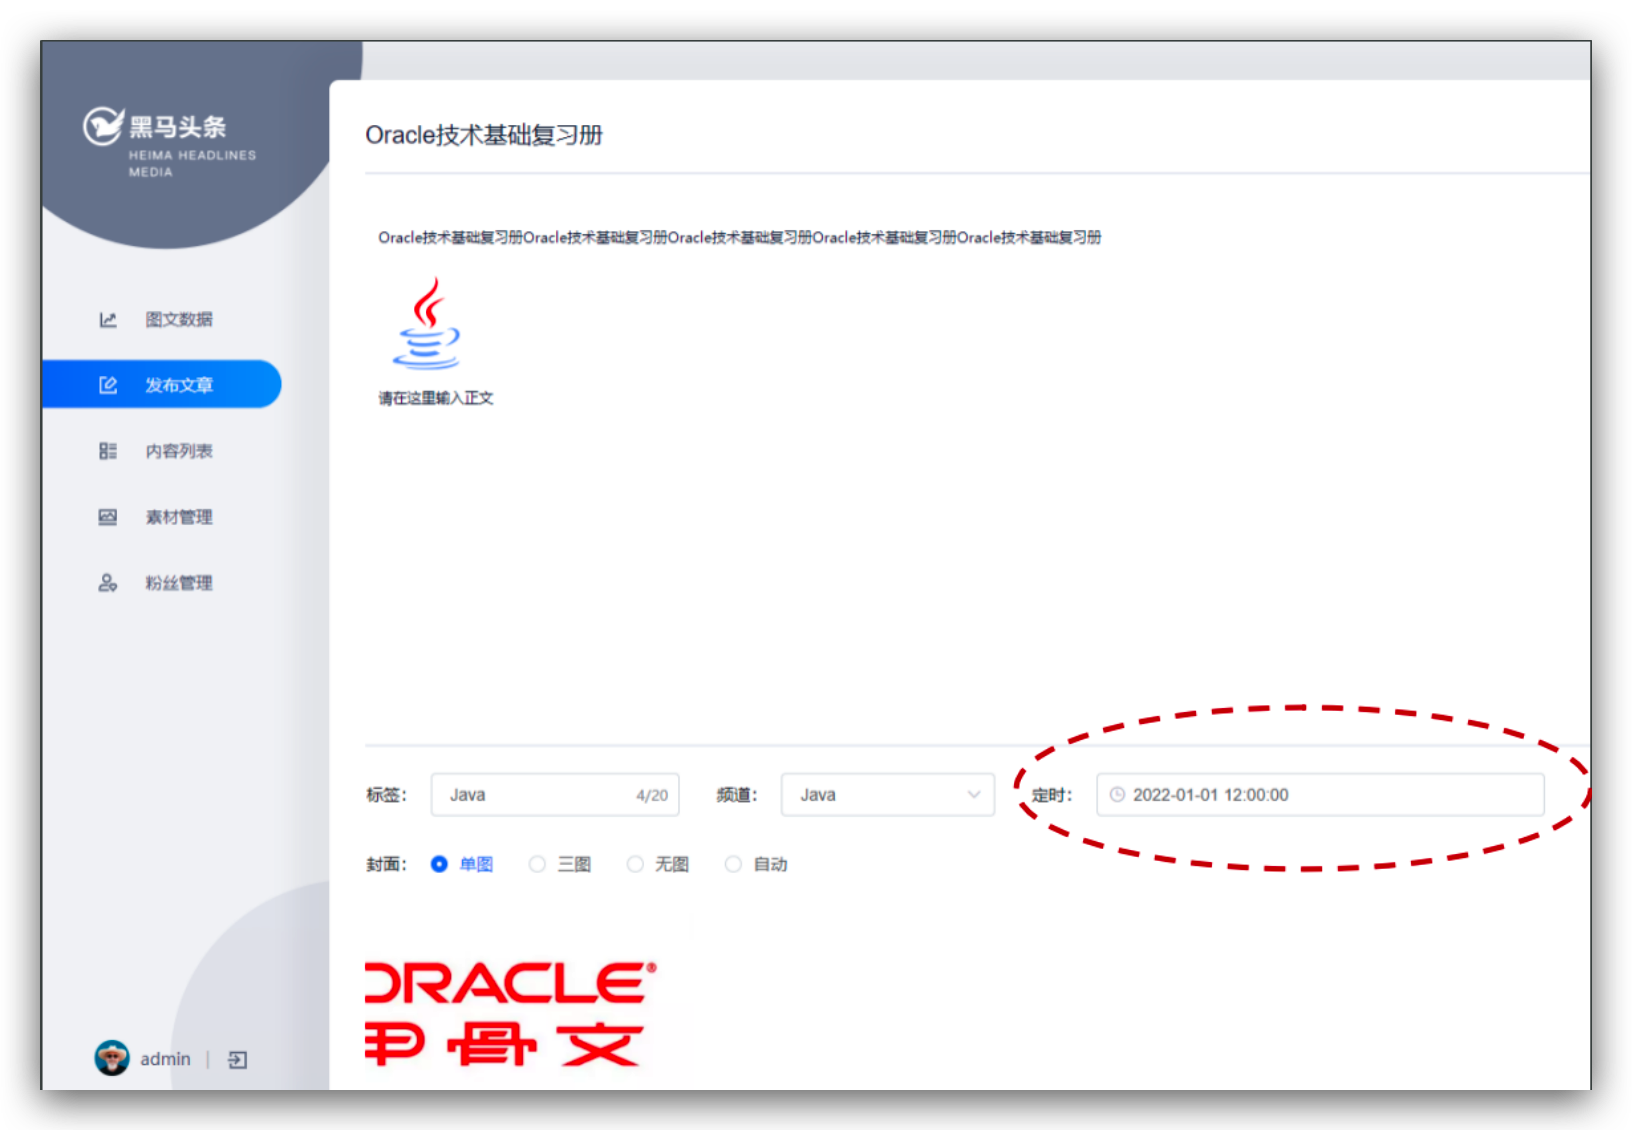 黑马头条
HEIMA HEADLINES
MEDIA
图文数据
发布文章
内容列表
素材管理
粉丝管理
admin
Oracle技术基础复习册
Oracle技术基础复习册Oracle技术基础复习册Oracle技术基础复习册Oracle技术基础复习册Oracle技术基础复习册
请在这里输入正文
标签： Java 4/20 频道： Java 定时： 2022-01-01 12:00:00
封面： 单图 三图 无图 自动
ORACLE
甲骨文